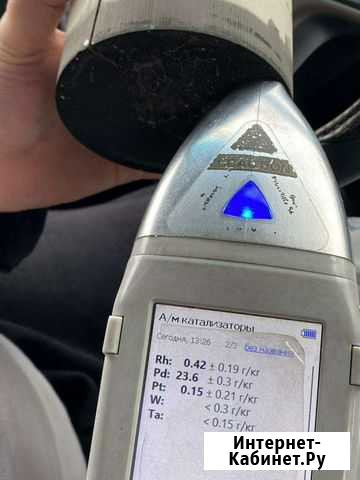 А/м катализаторы
Сегодня, 13:26 2/3 без названия
Rh: 0.42 ± 0.19 г/кг
Pd: 23.6 ± 0.3 г/кг
Pt: 0.15 ± 0.21 г/кг
W: < 0.3 г/кг
Ta: < 0.15 г/кг
Интернет-
Кабинет.Ру